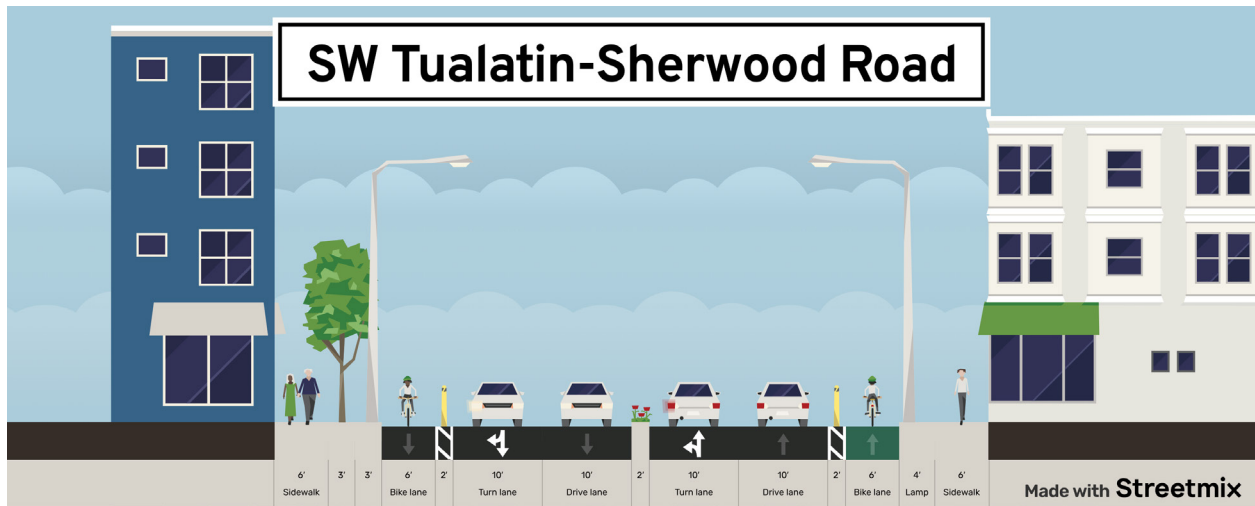 SW Tualatin-Sherwood Road
6' 3' 3' 6' 2' 10' 10' 2' 10' 10' 2' 6' 4' 6'
Sidewalk Bike lane Turn lane Drive lane Turn lane Drive lane Bike lane Lamp Sidewalk
Made with Streetmix